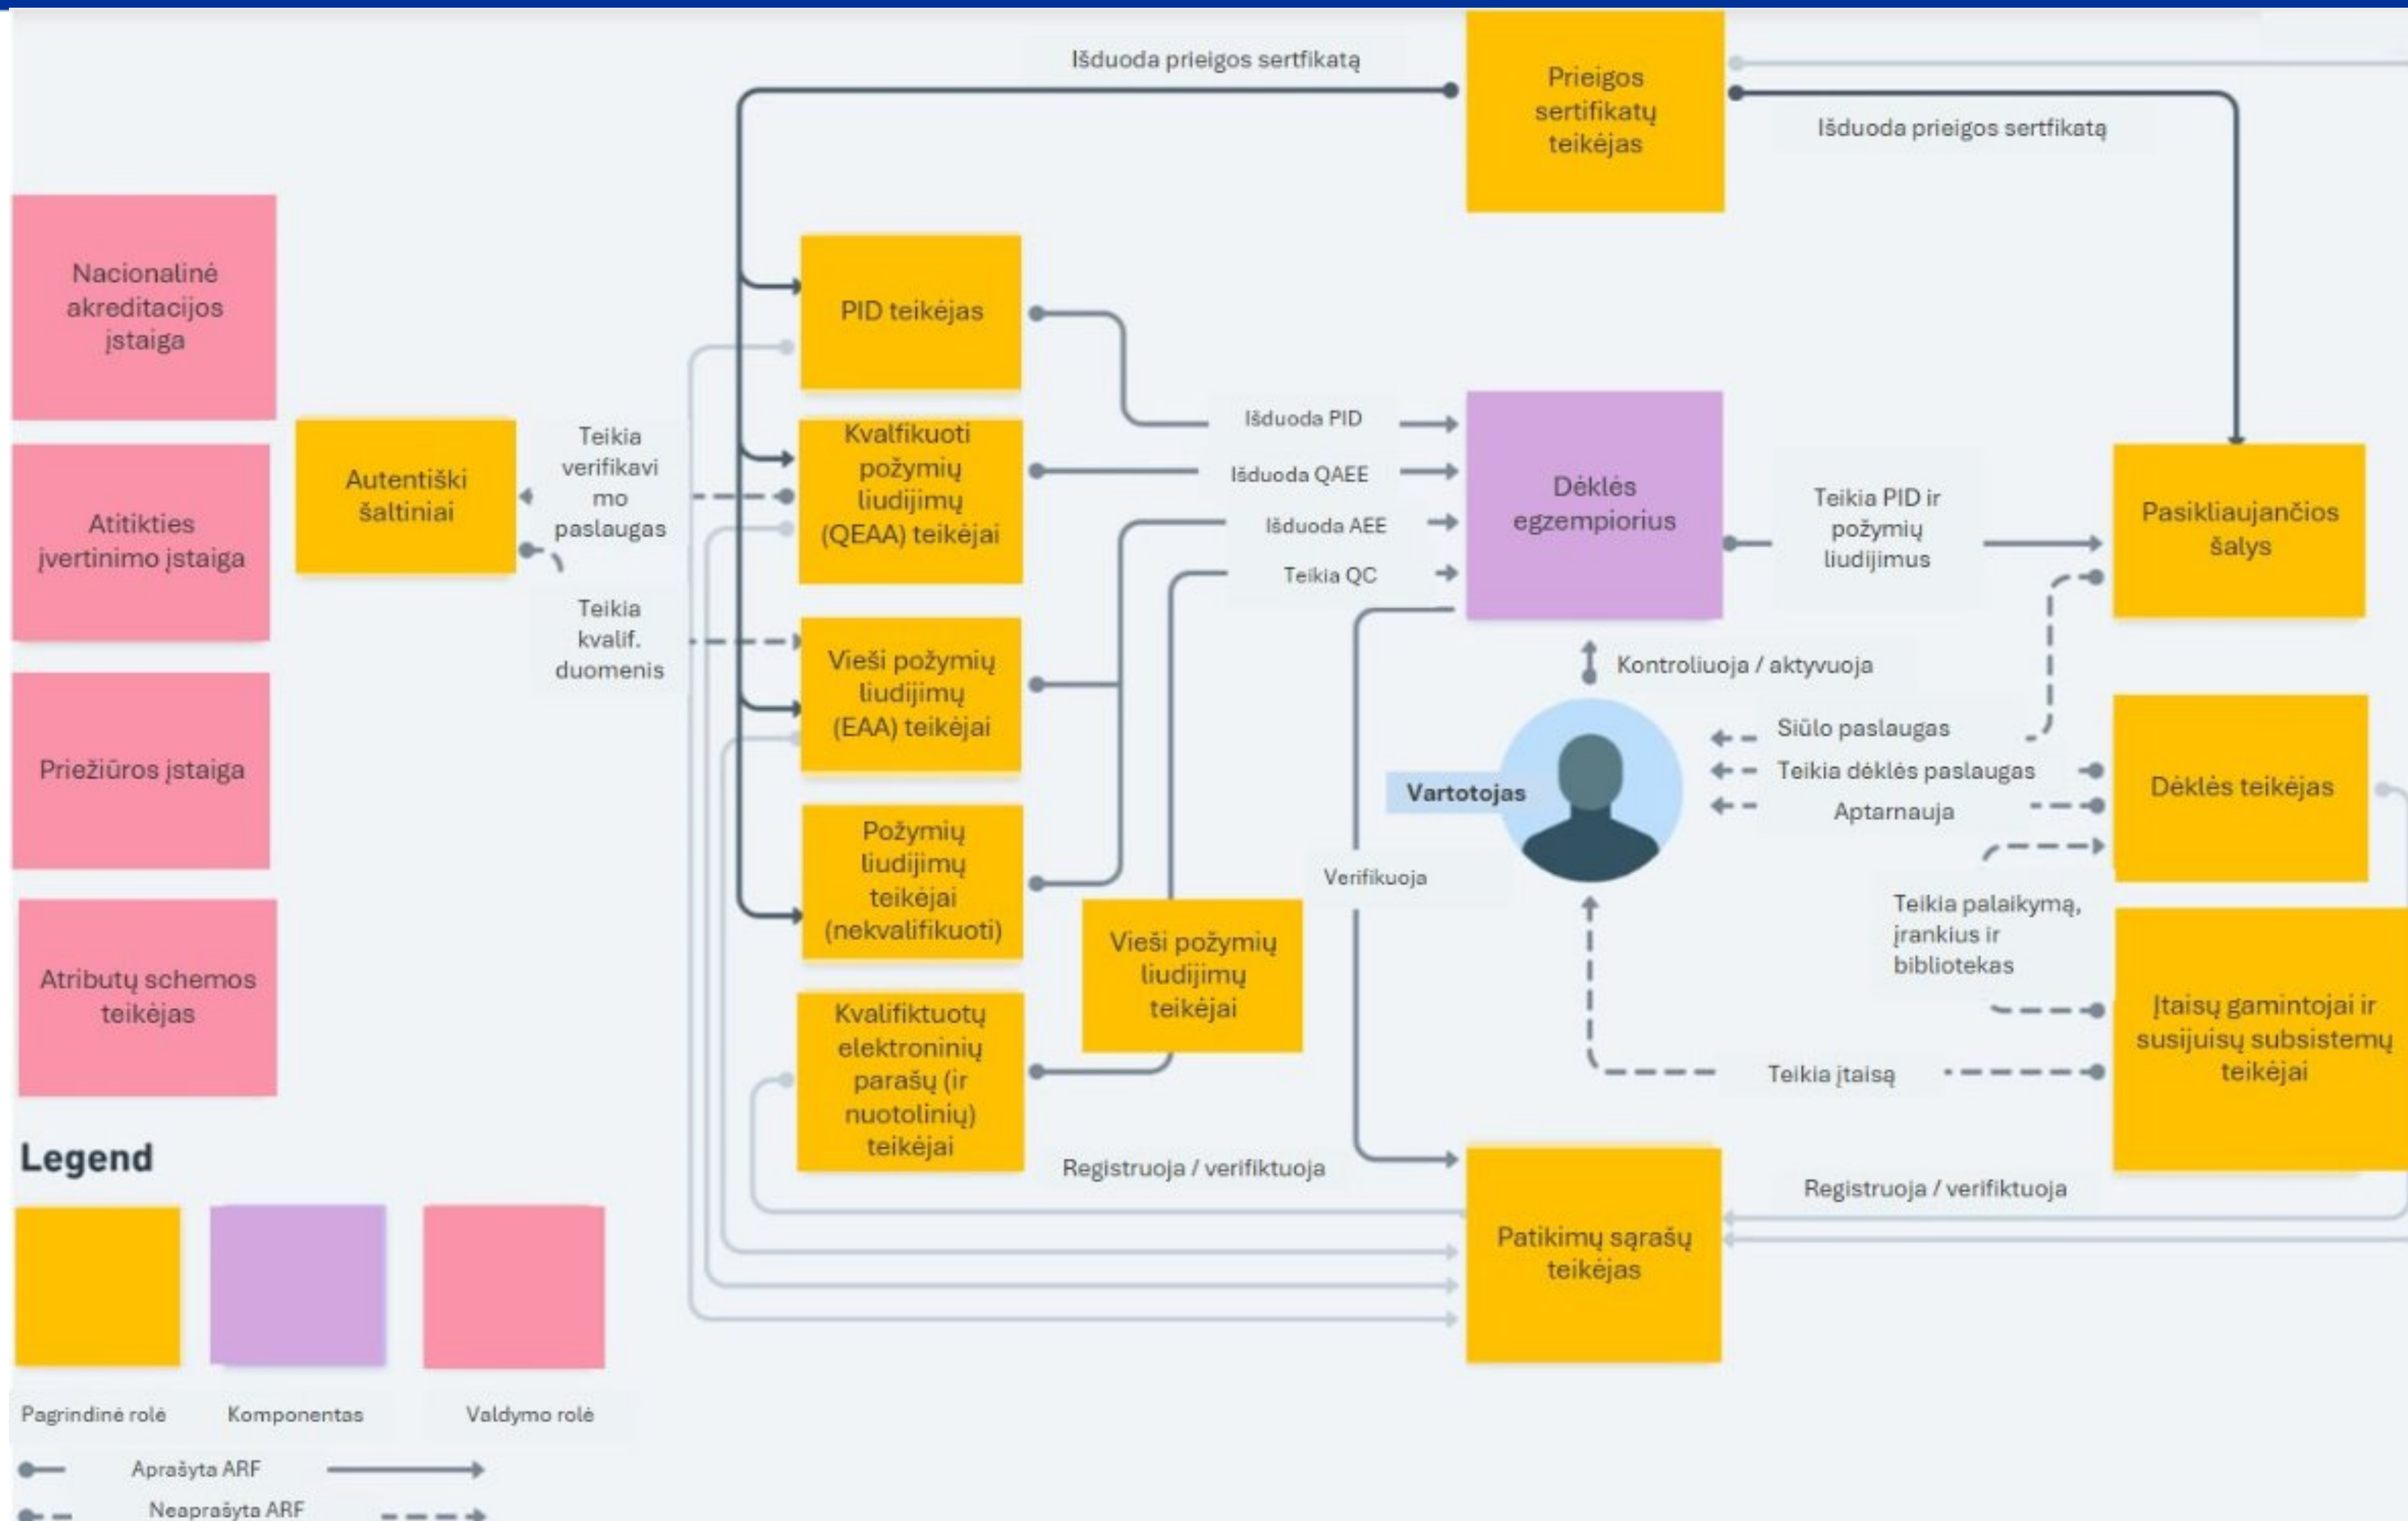 Išduoda prieigos sertfikatą
Prieigos
sertifikatų
teikėjas
Išduoda prieigos sertfikatą
Nacionalinė
akreditacijos
įstaiga
Atitikties
įvertinimo įstaiga
Priežiūros įstaiga
Atributų schemos
teikėjas
Autentiški
šaltiniai
Teikia
verifikavi
mo
paslaugas
Teikia
kvalif.
duomenis
PID teikėjas
Kvalfikuoti
požymių
liudijimų
(QEAA) teikėjai
Vieši požymių
liudijimų
(EAA) teikėjai
Požymių
liudijimų
teikėjai
(nekvalifikuoti)
Kvalifiktuotų
elektroninių
parašų (ir
nuotolinių)
teikėjai
Išduoda PID
Išduoda QAEE
Išduoda AEE
Teikia QC
Vieši požymių
liudijimų
teikėjai
Verifikuoja
Dėklės
egzempiorius
Teikia PID ir
požymių
liudijimus
Pasikliaujančios
šalys
Kontroliuoja / aktyvuoja
Vartotojas
Siūlo paslaugas
Teikia dėklės paslaugas
Aptarnauja
Dėklės teikėjas
Teikia palaikymą,
įrankius ir
bibliotekas
Įtaisų gamintojai ir
susijuisų subsistemų
teikėjai
Teikia įtaisą
Registruoja / verifiktuoja
Registruoja / verifiktuoja
Patikimų sąrašų
teikėjas
Legend
Pagrindinė rolė
Komponentas
Valdymo rolė
Aprašyta ARF
Neaprašyta ARF